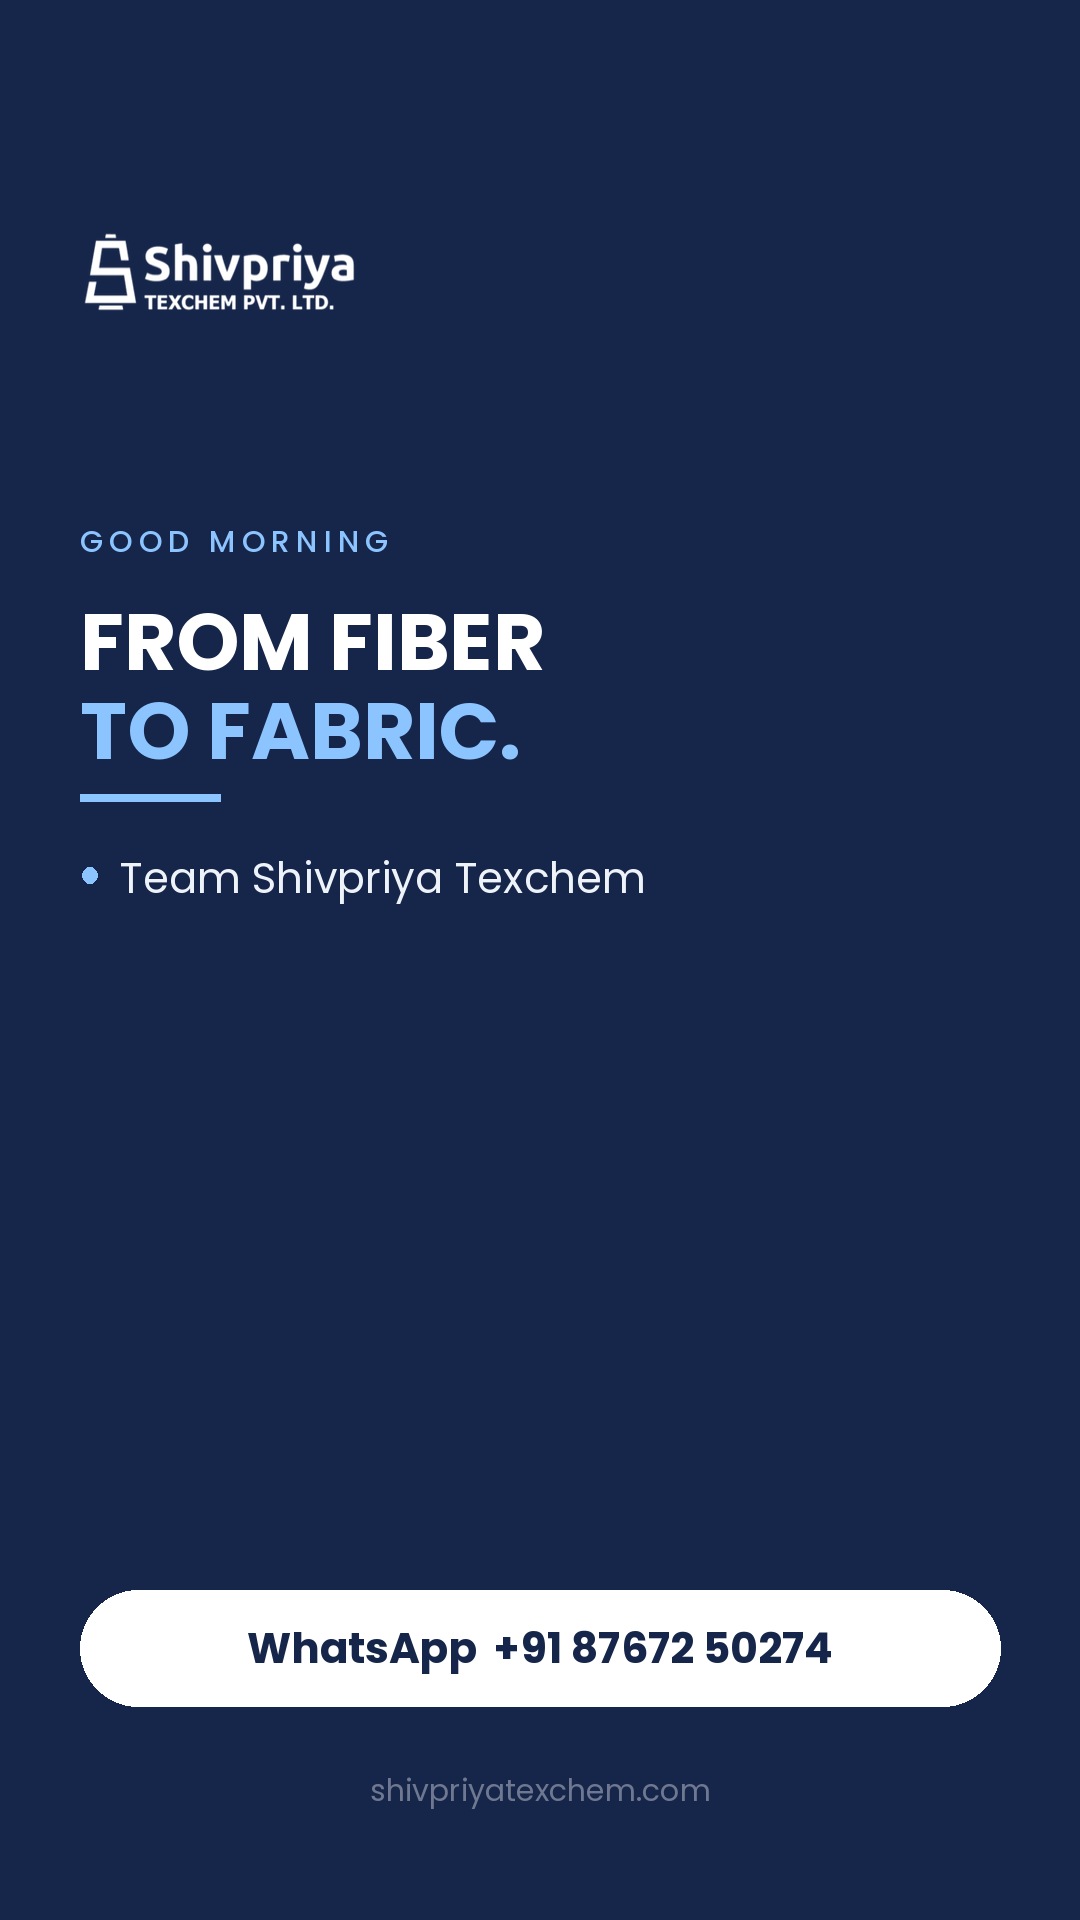 Shivpriya
TEXCHEM PVT. LTD.
GOOD MORNING
FROM FIBER
TO FABRIC.
Team Shivpriya Texchem
WhatsApp +91 87672 50274
shivpriyatexchem.com